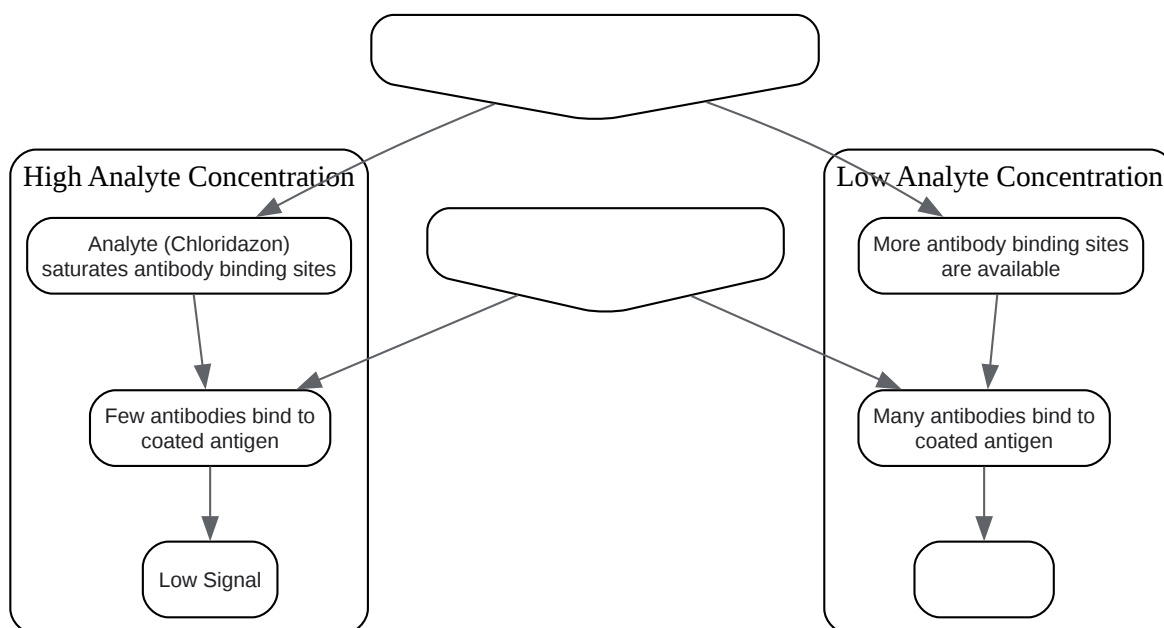 High Analyte Concentration
Analyte (Chloridazon)
saturates antibody binding sites
Few antibodies bind to
coated antigen
Low Signal
Low Analyte Concentration
More antibody binding sites
are available
Many antibodies bind to
coated antigen